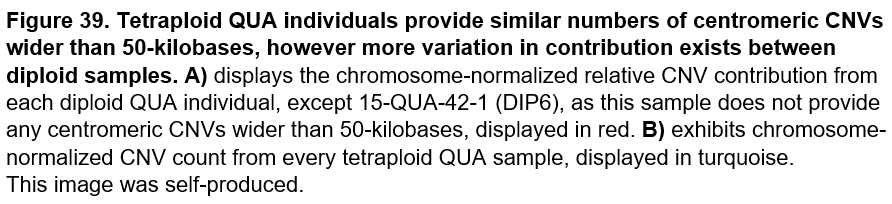 Figure 39. Tetraploid QUA individuals provide similar numbers of centromeric CNVs
wider than 50-kilobases, however more variation in contribution exists between
diploid samples. A) displays the chromosome-normalized relative CNV contribution from
each diploid QUA individual, except 15-QUA-42-1 (DIP6), as this sample does not provide
any centromeric CNVs wider than 50-kilobases, displayed in red. B) exhibits chromosome-
normalized CNV count from every tetraploid QUA sample, displayed in turquoise.
This image was self-produced.